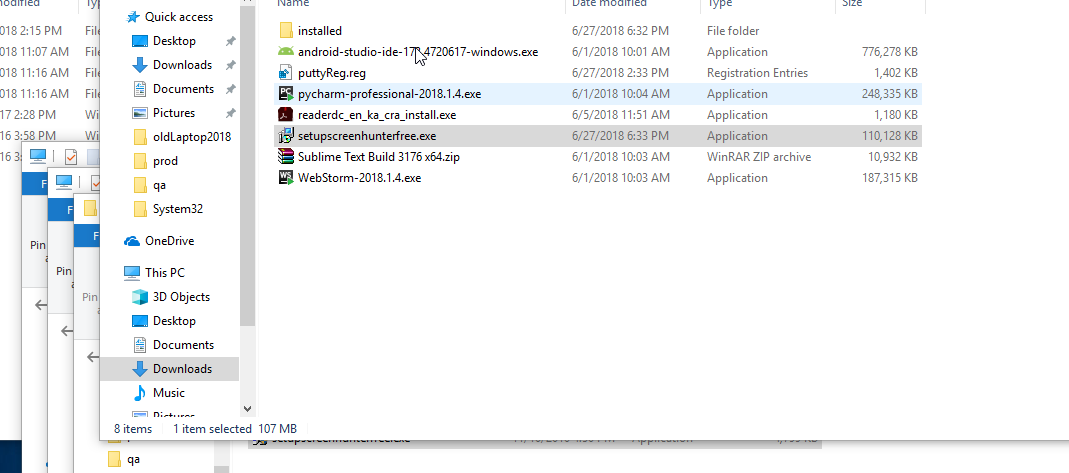 odified
Name
Date modified
Type
Size
018 2:15 PM File
018 11:07 AM File
018 11:16 AM File
018 11:16 AM File
17 2:28 PM Wi
16 3:58 PM Wi
16 3:5
Quick access
Desktop
Downloads
Documents
Pictures
oldLaptop2018
prod
qa
System32
OneDrive
This PC
3D Objects
Desktop
Documents
Downloads
Music
Pictures
installed 6/27/2018 6:32 PM File folder
android-studio-ide-17 4720617-windows.exe 6/1/2018 10:01 AM Application 776,278 KB
puttyReg.reg 6/27/2018 2:33 PM Registration Entries 1,402 KB
pycharm-professional-2018.1.4.exe 6/1/2018 10:04 AM Application 248,335 KB
readerdc_en_ka_cra_install.exe 6/5/2018 11:51 AM Application 1,180 KB
setupscreenhunterfree.exe 6/27/2018 6:33 PM Application 110,128 KB
Sublime Text Build 3176 x64.zip 6/1/2018 10:03 AM WinRAR ZIP archive 10,932 KB
WebStorm-2018.1.4.exe 6/1/2018 10:03 AM Application 187,315 KB
F
F
F
Pin
Pin
Pin
8 items 1 item selected 107 MB
setupscreenhunterfree.exe Application
qa